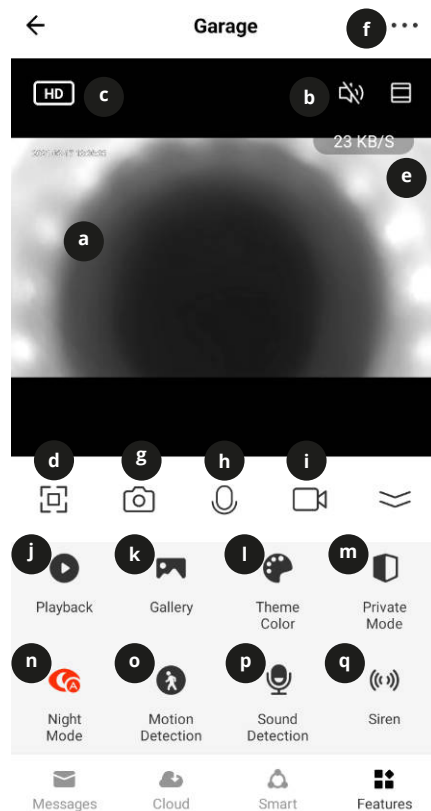 Garage
f
HD
c
b
23 KB/S
e
a
d
g
h
i
j
k
l
m
Playback
Gallery
Theme
Color
Private
Mode
n
o
p
q
Night
Mode
Motion
Detection
Sound
Detection
Siren
Messages
Cloud
Smart
Features